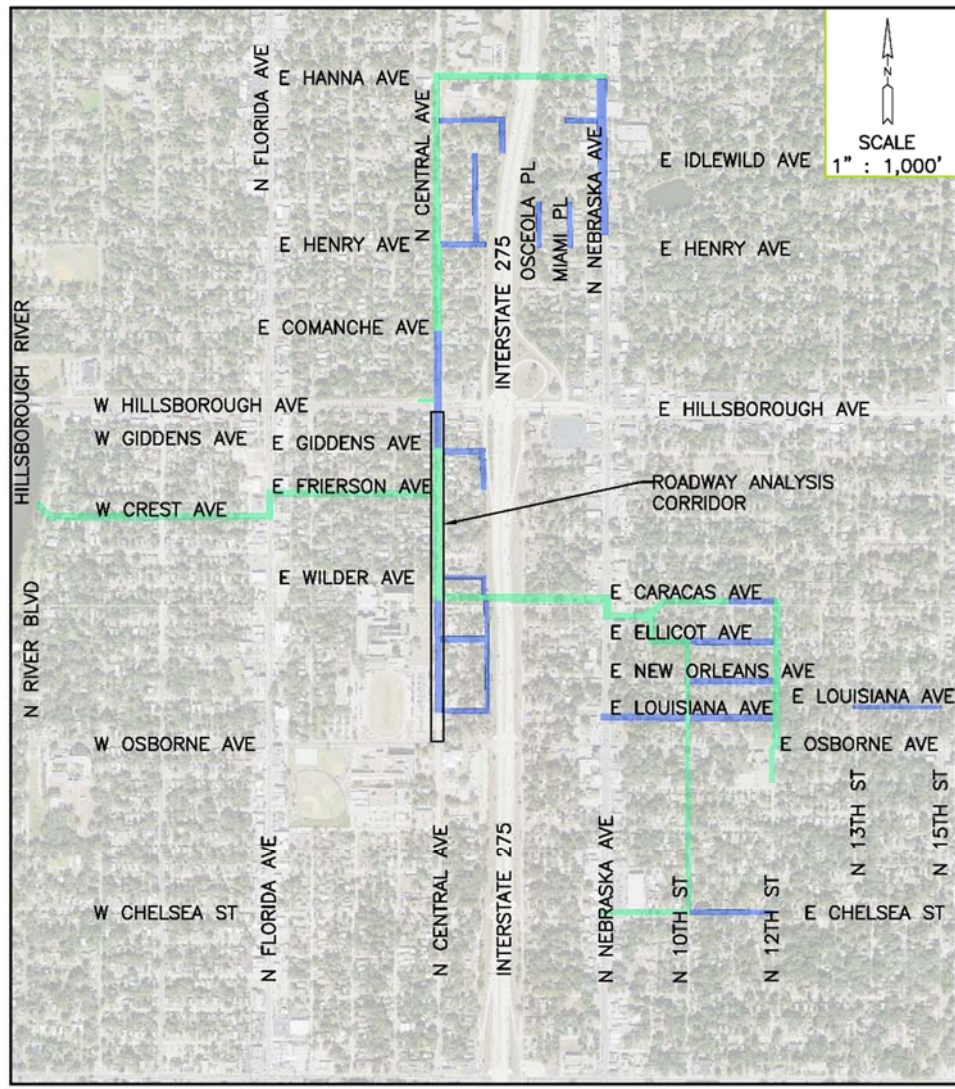 E HANNA AVE
N FLORIDA AVE
N CENTRAL AVE
N
SCALE
1" : 1,000'
E IDLEWILD AVE
OSCEOLA PL
MIAMI PL
N NEBRASKA AVE
E HENRY AVE
E HENRY AVE
INTERSTATE 275
HILLSBOROUGH RIVER
E COMANCHE AVE
W HILLSBOROUGH AVE
E HILLSBOROUGH AVE
W GIDDENS AVE
E GIDDENS AVE
E FRIERSON AVE
ROADWAY ANALYSIS
CORRIDOR
W CREST AVE
E WILDER AVE
N RIVER BLVD
E CARACAS AVE
E ELLICOT AVE
E NEW ORLEANS AVE
E LOUISIANA AVE
E LOUISIANA AVE
W OSBORNE AVE
E OSBORNE AVE
N 13TH ST
N 15TH ST
N FLORIDA AVE
N CENTRAL AVE
INTERSTATE 275
N NEBRASKA AVE
N 10TH ST
N 12TH ST
W CHELSEA ST
E CHELSEA ST